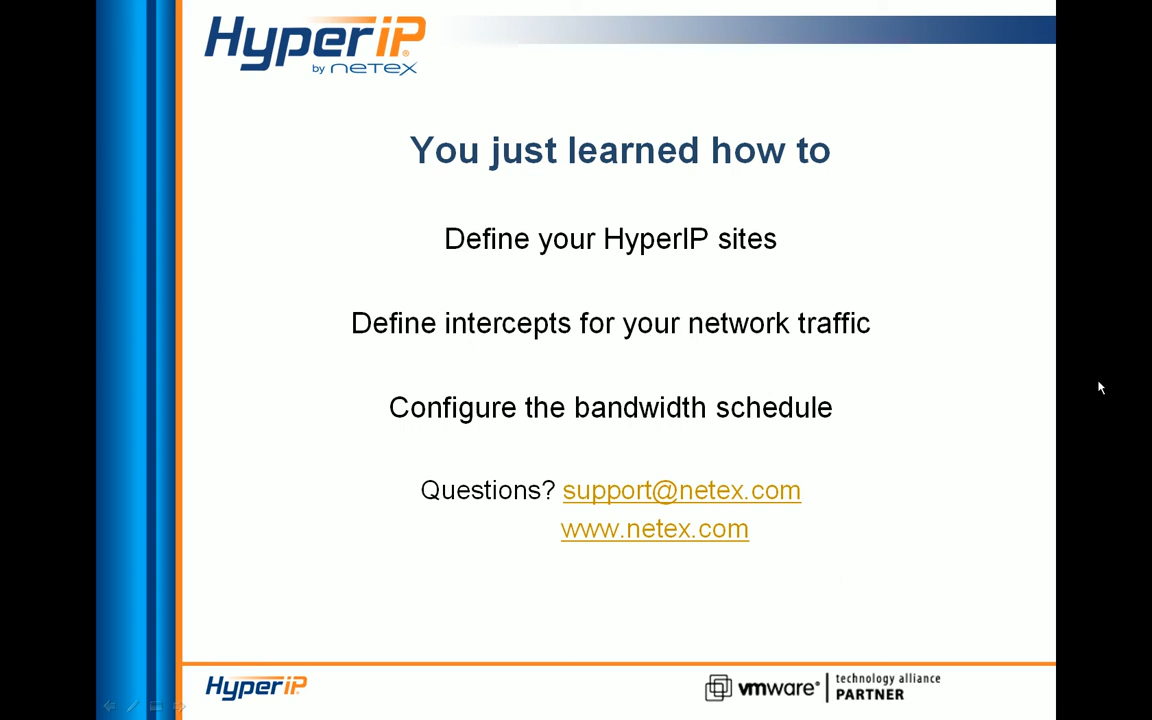 HyperIP®
by NETEX
You just learned how to
Define your HyperIP sites
Define intercepts for your network traffic
Configure the bandwidth schedule
Questions? support@netex.com
www.netex.com
HyperIP
vmware® technology alliance
PARTNER